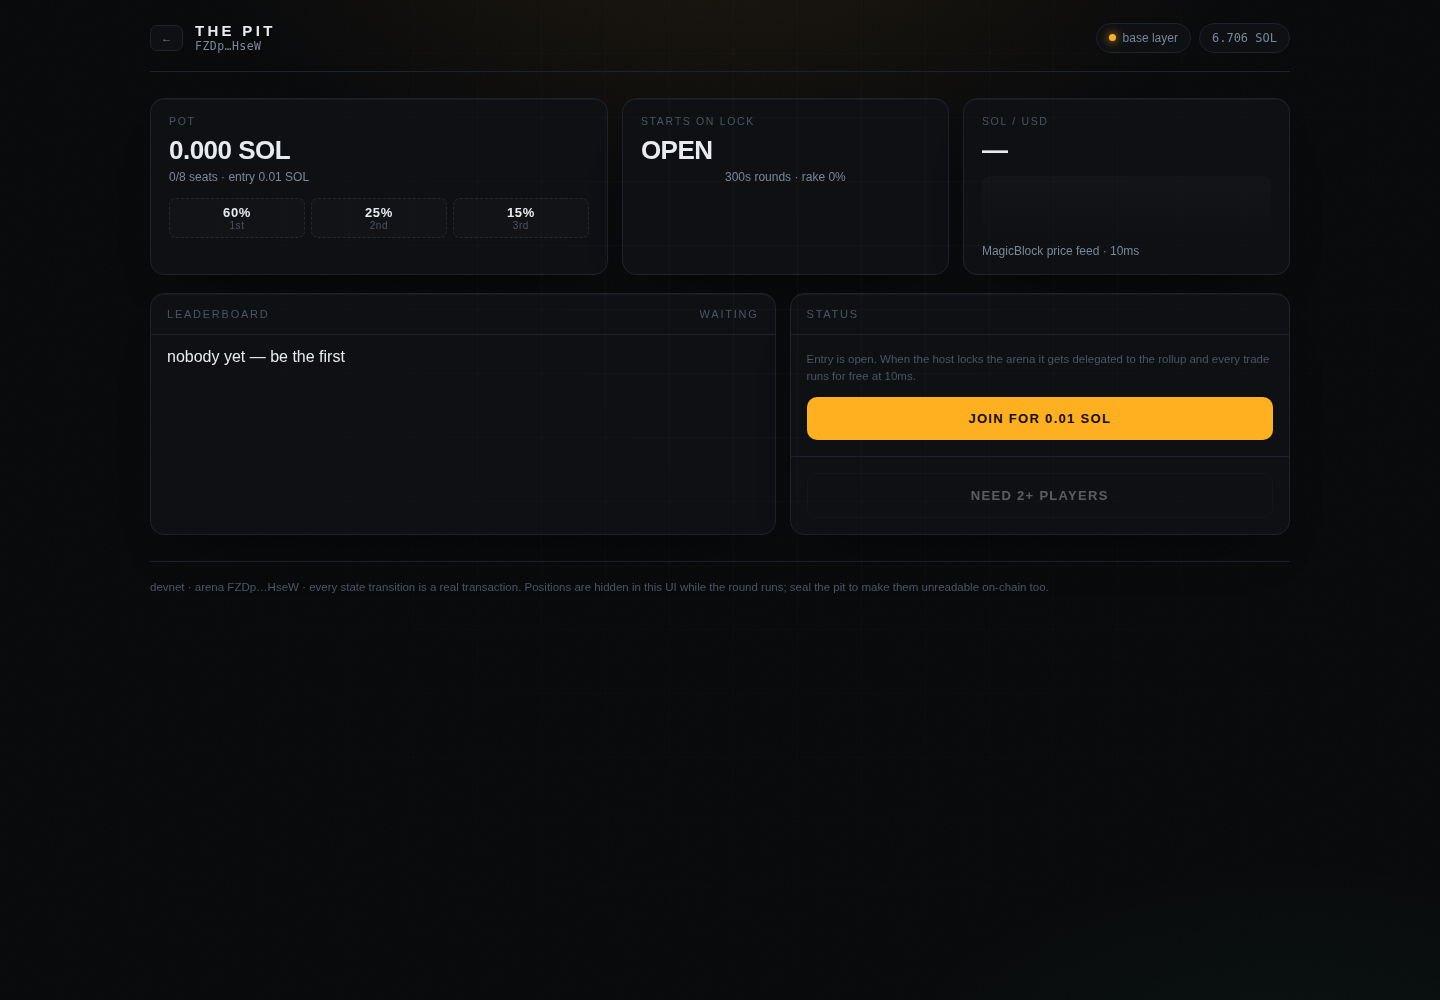 ←
THE PIT
FZDp…HseW
base layer
6.706 SOL
POT
0.000 SOL
0/8 seats · entry 0.01 SOL
60%
1st
25%
2nd
15%
3rd
STARTS ON LOCK
OPEN
300s rounds · rake 0%
SOL / USD
—
MagicBlock price feed · 10ms
LEADERBOARD
WAITING
nobody yet — be the first
STATUS
Entry is open. When the host locks the arena it gets delegated to the rollup and every trade
runs for free at 10ms.
JOIN FOR 0.01 SOL
NEED 2+ PLAYERS
devnet · arena FZDp…HseW · every state transition is a real transaction. Positions are hidden in this UI while the round runs; seal the pit to make them unreadable on-chain too.